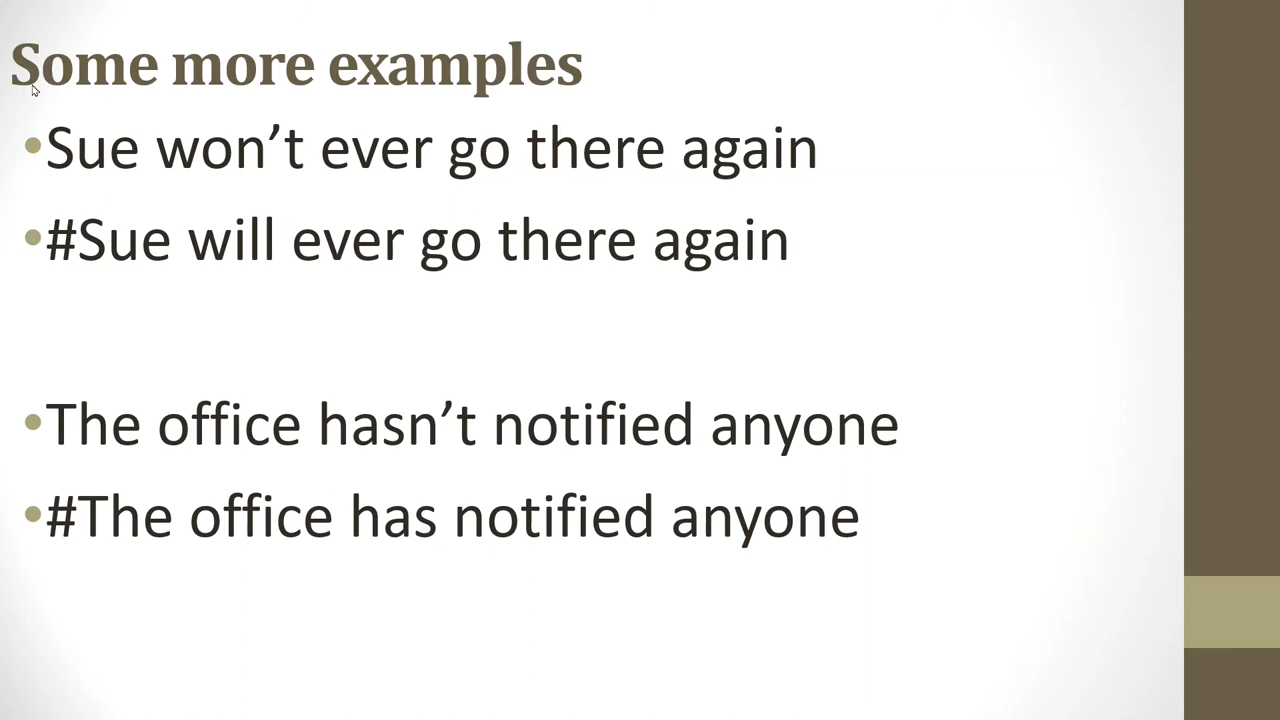 Some more examples
•Sue won’t ever go there again
•#Sue will ever go there again
•The office hasn’t notified anyone
•#The office has notified anyone